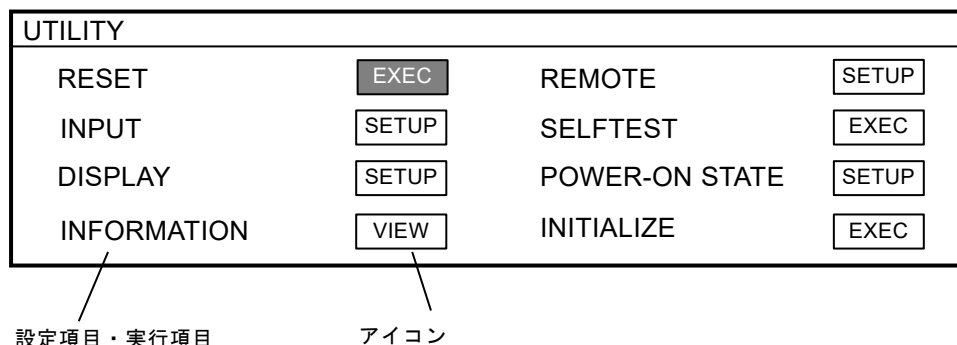 UTILITY
RESET EXEC REMOTE SETUP
INPUT SETUP SELFTEST EXEC
DISPLAY SETUP POWER-ON STATE SETUP
INFORMATION VIEW INITIALIZE EXEC
設定項目・実行項目 アイコン